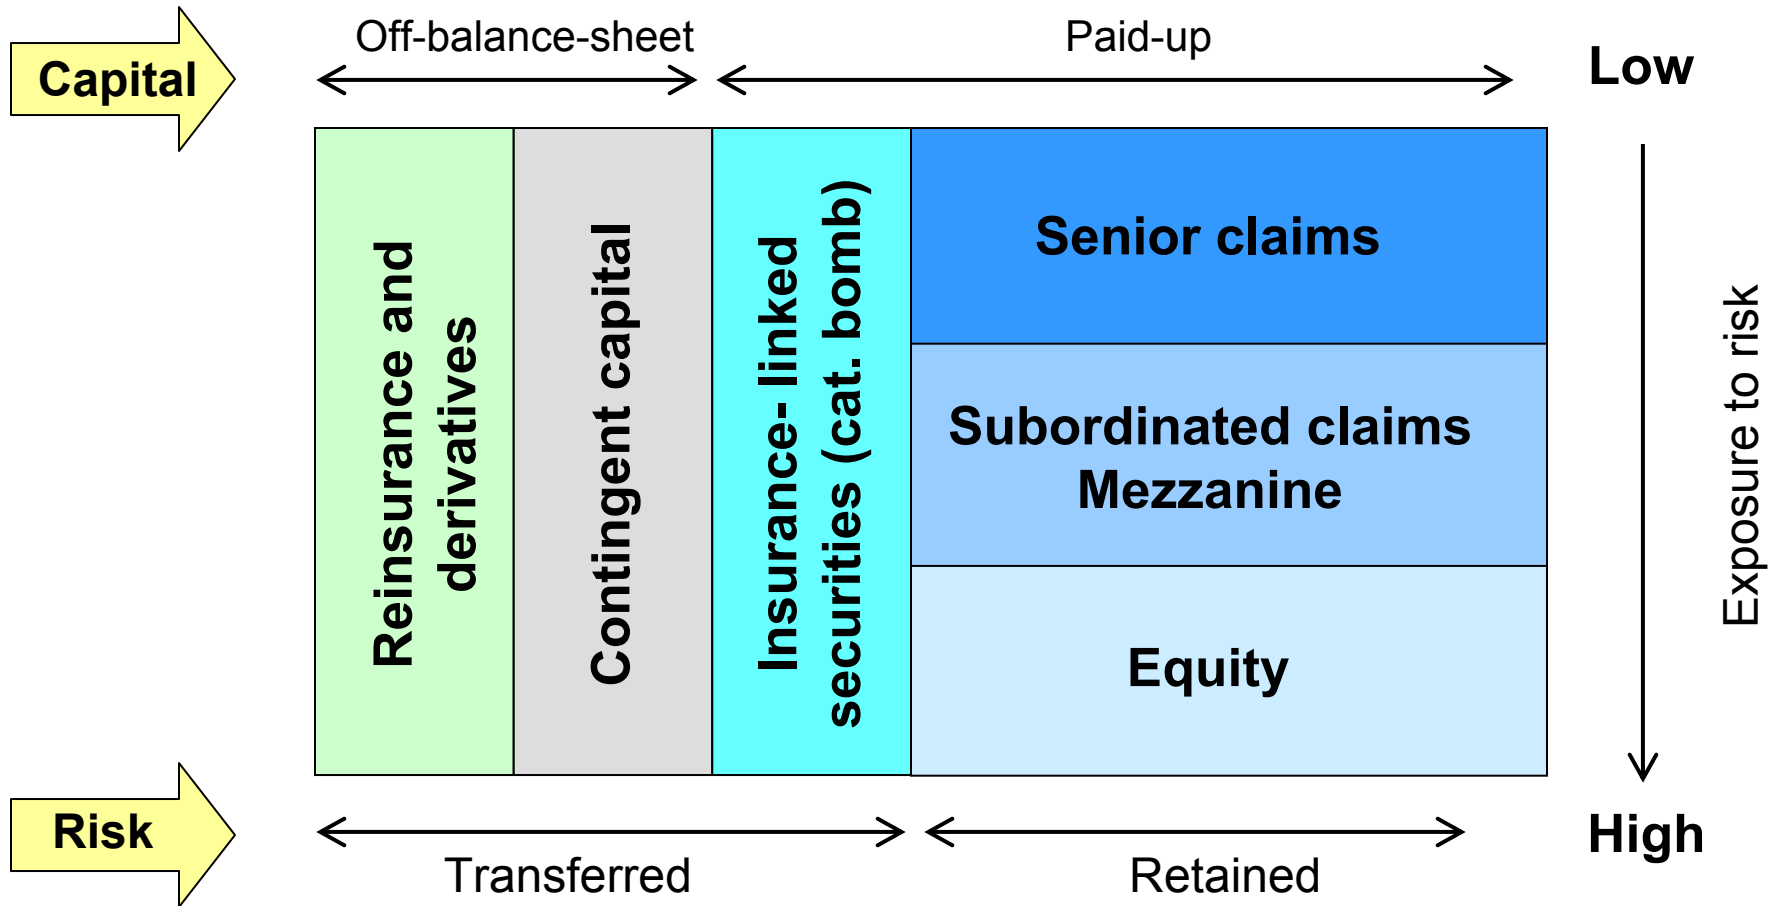 Off-balance-sheet
Paid-up
Capital
Low
Reinsurance and
derivatives
Contingent capital
Insurance- linked
securities (cat. bomb)
Senior claims
Subordinated claims
Mezzanine
Equity
Exposure to risk
Risk
Transferred
Retained
High